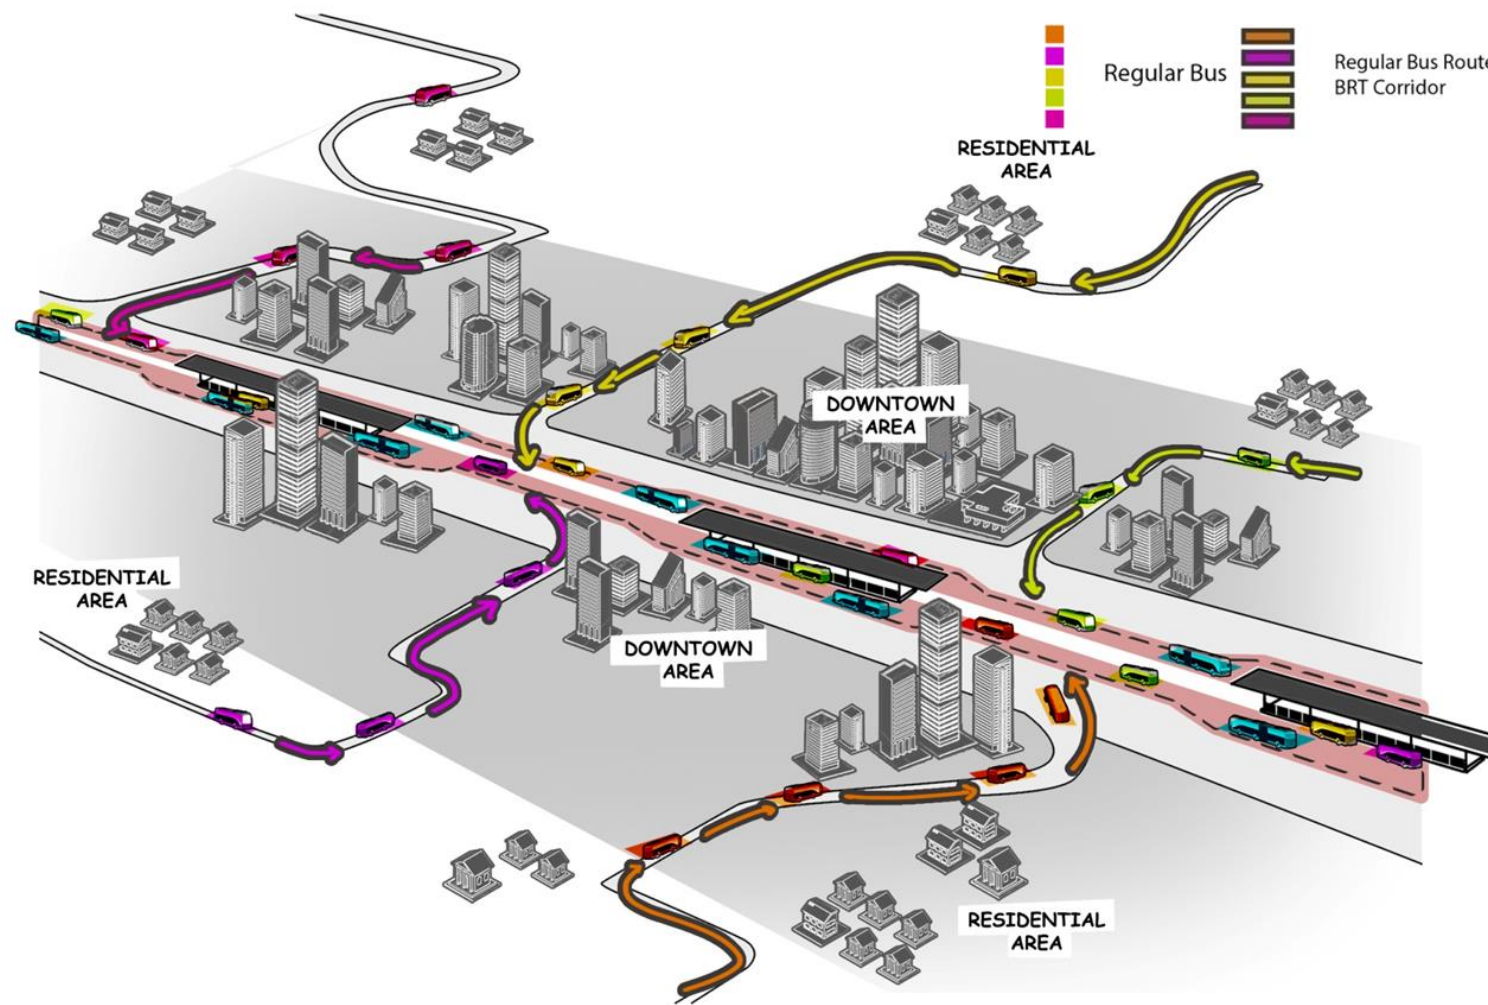 Regular Bus
Regular Bus Route
BRT Corridor
RESIDENTIAL
AREA
DOWNTOWN
AREA
RESIDENTIAL
AREA
DOWNTOWN
AREA
RESIDENTIAL
AREA